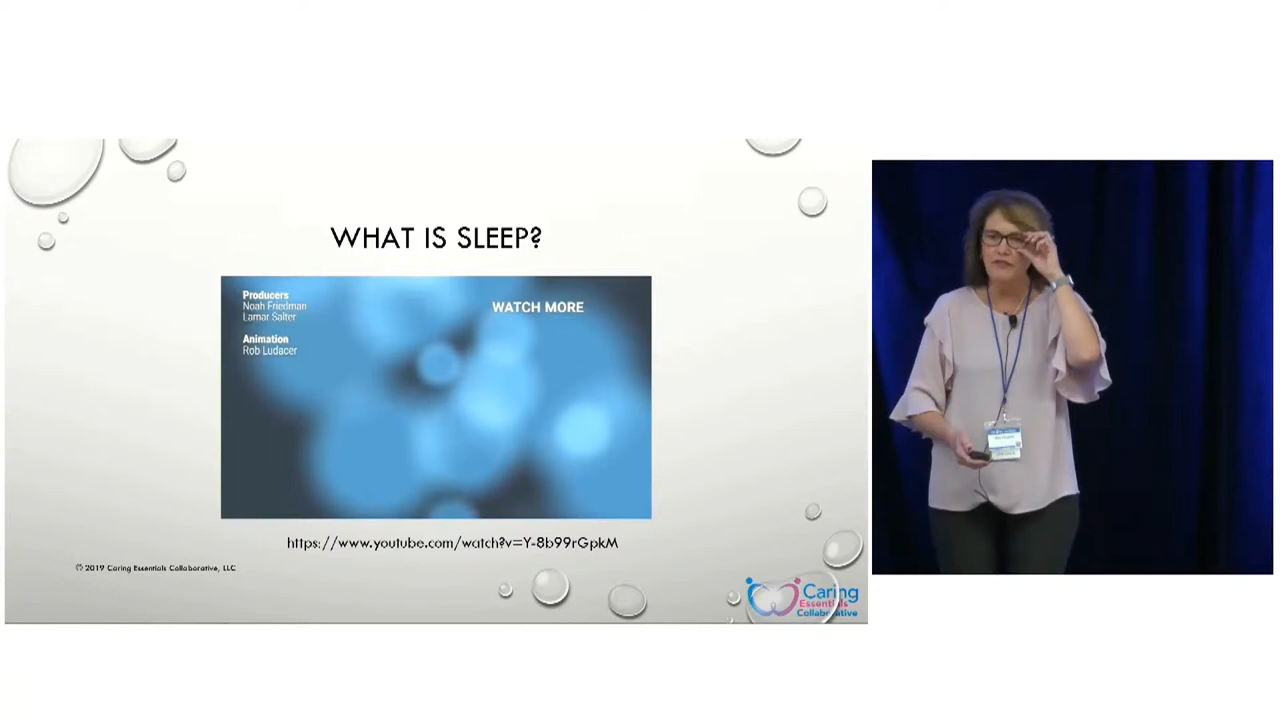 WHAT IS SLEEP?
Producers
Noah Friedman
Lamar Salter
Animation
Rob Ludacer
WATCH MORE
https://www.youtube.com/watch?v=Y-8b99rGpkM
© 2019 Caring Essentials Collaborative, LLC
Caring
Essentials
Collaborative